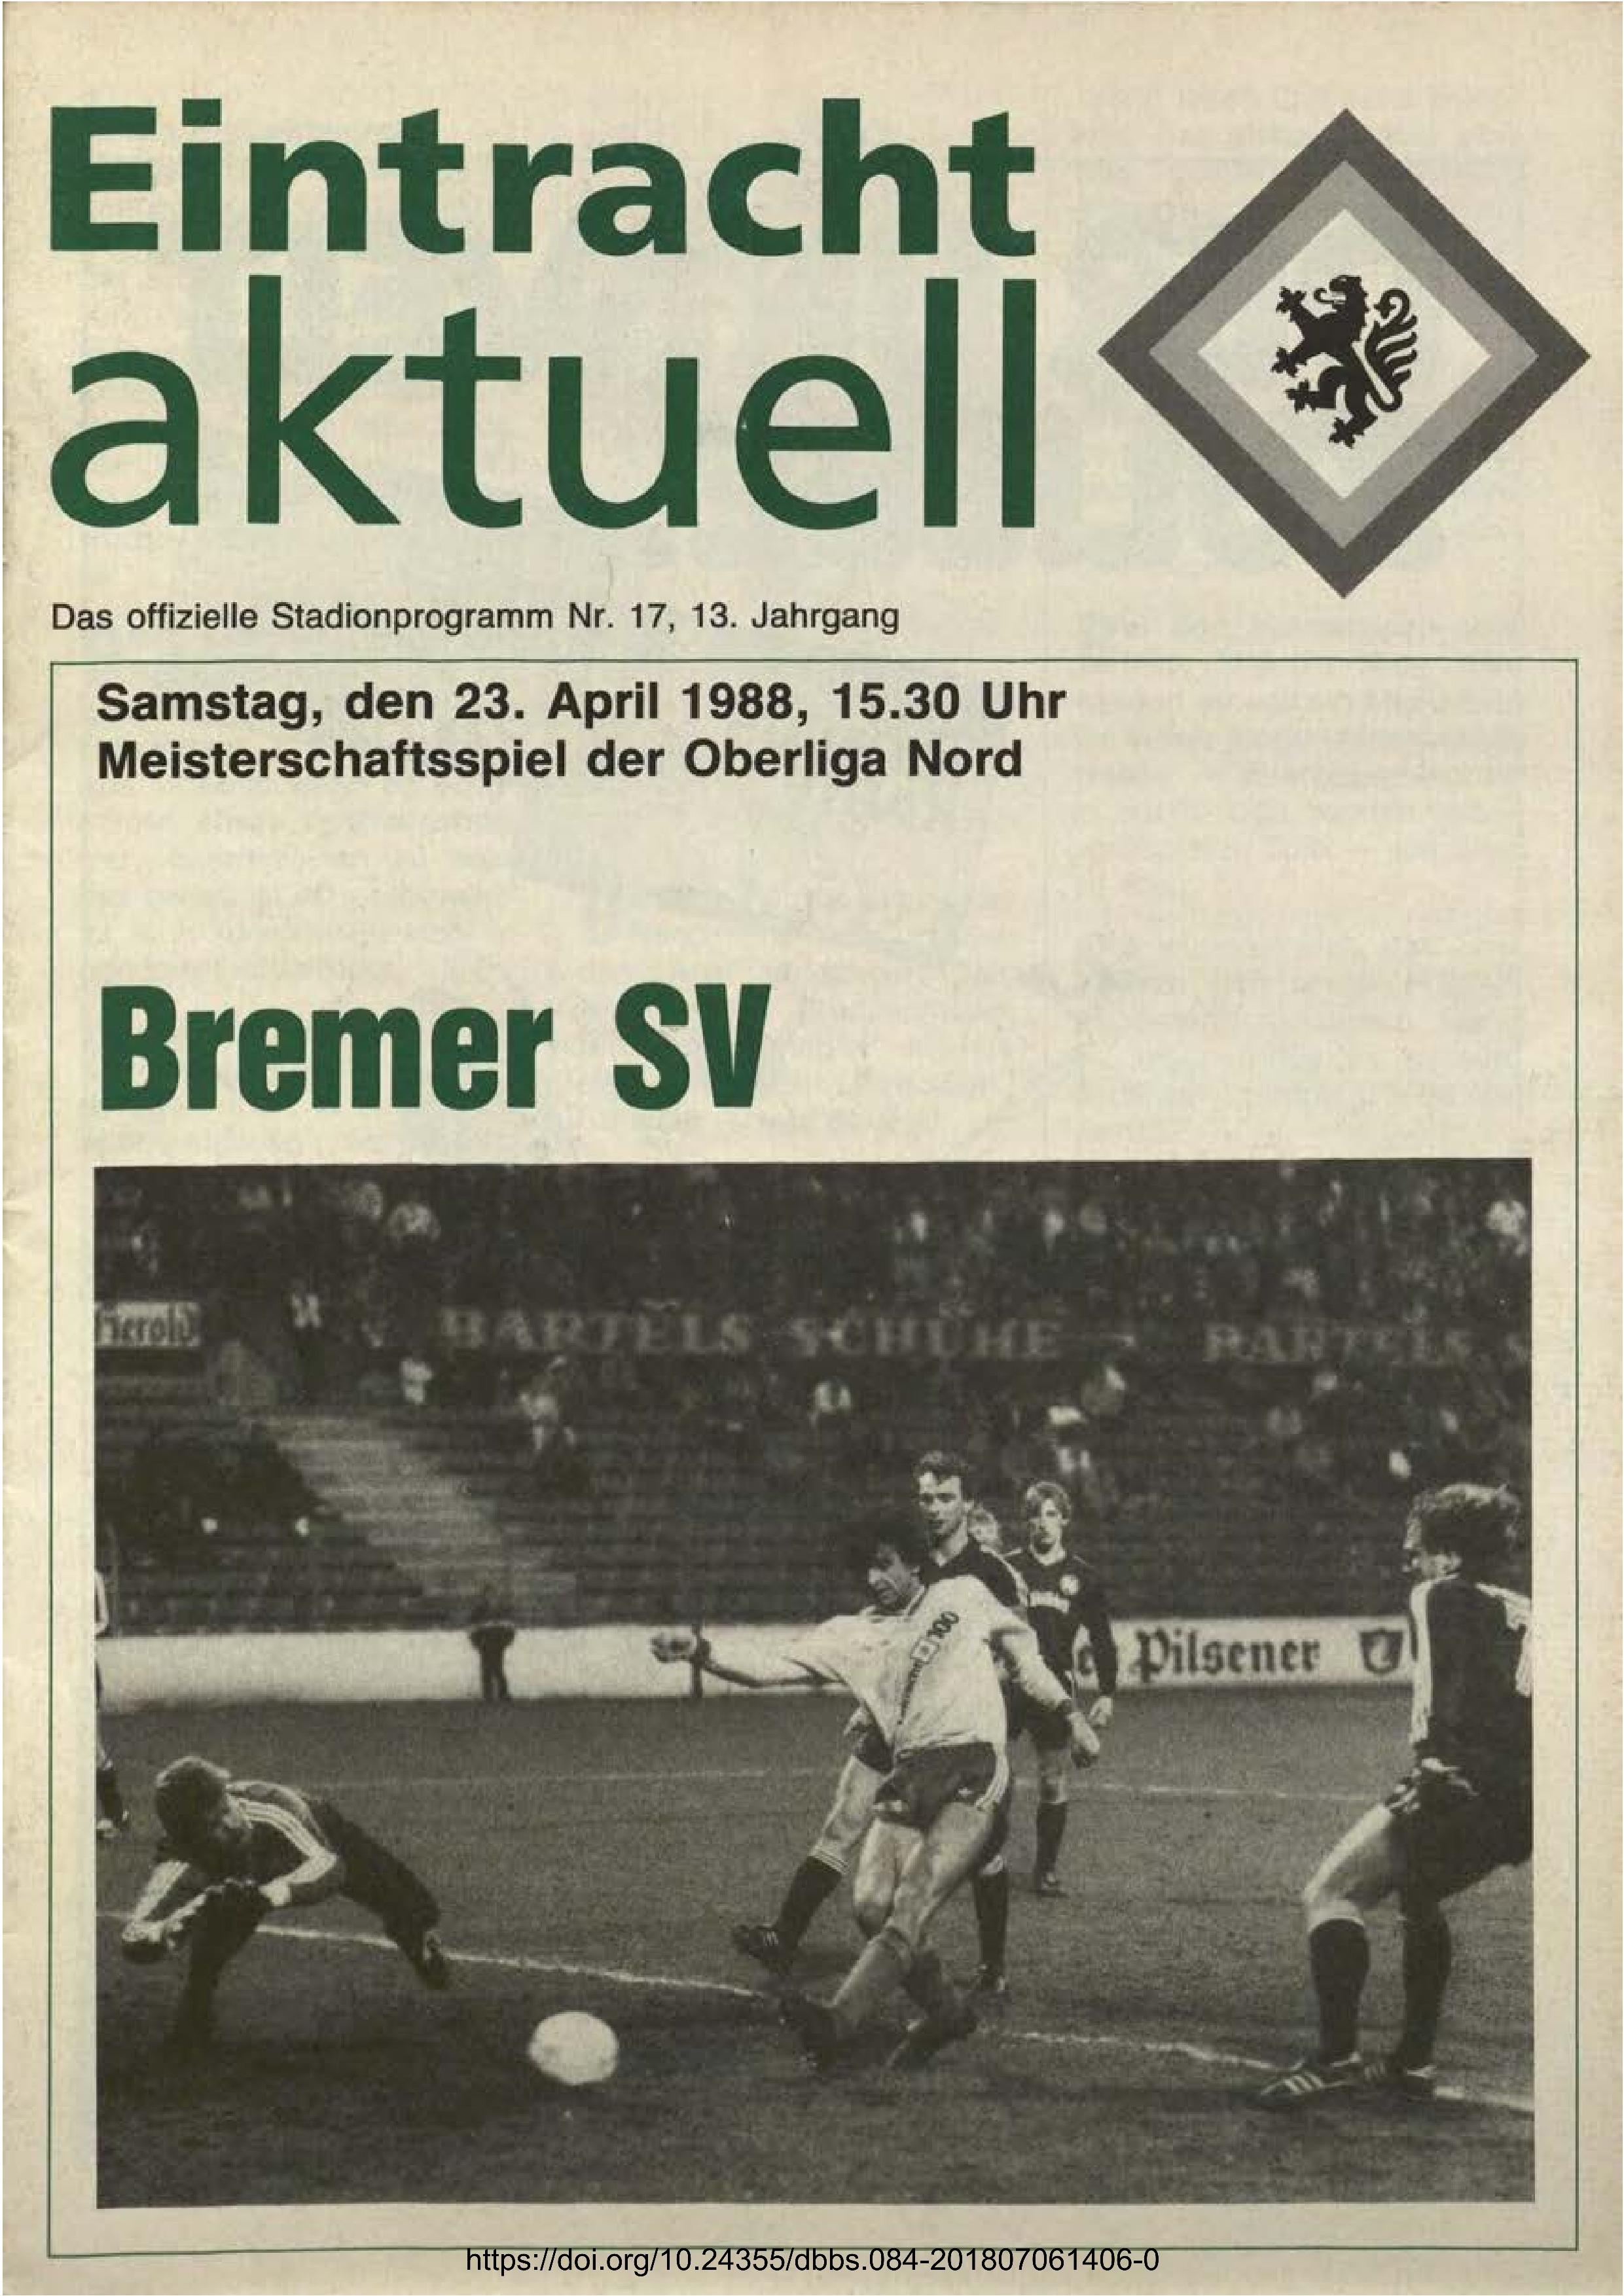 Eintracht
aktuell
Das offizielle Stadionprogramm Nr. 17, 13. Jahrgang
Samstag, den 23. April 1988, 15.30 Uhr
Meisterschaftsspiel der Oberliga Nord
Bremer SV
BARTELS SCHUHE
BARTELS
100
Pilsener
https://doi.org/10.24355/dbbs.084-201807061406-0